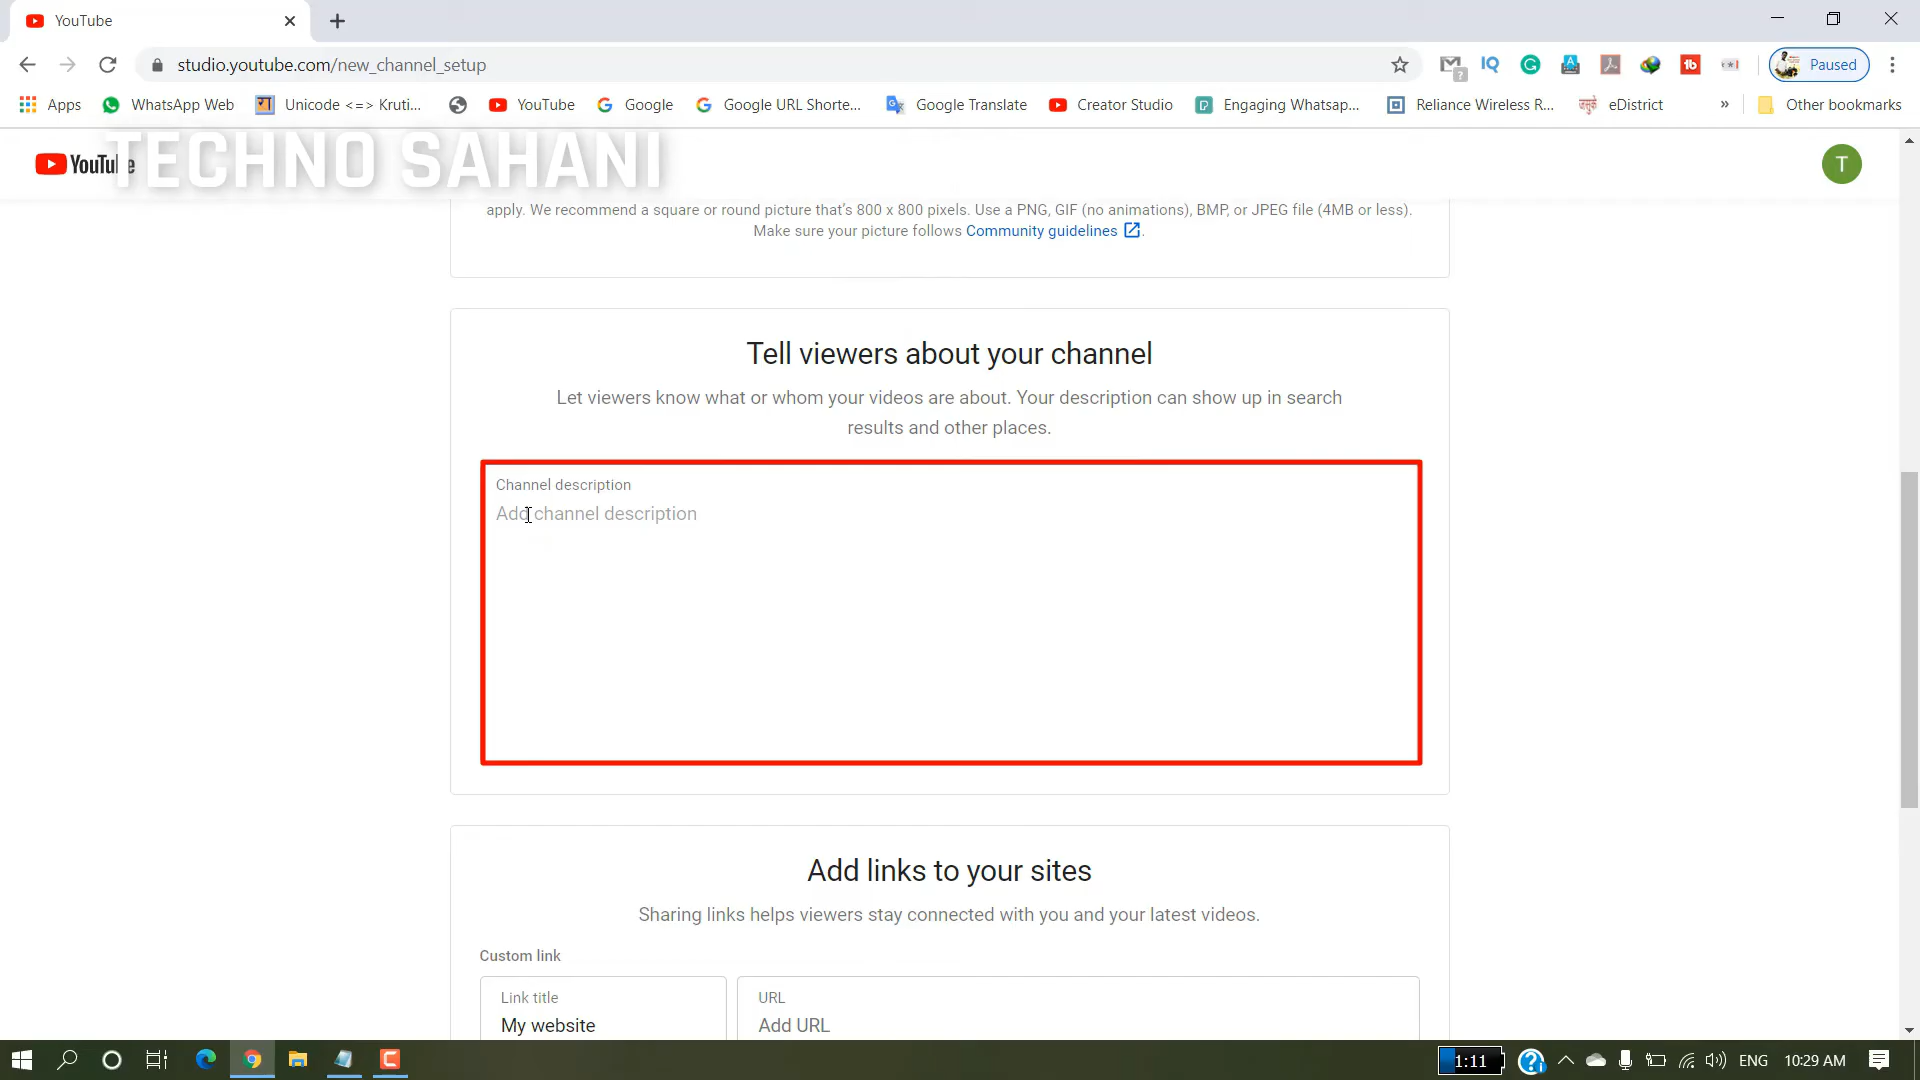 YouTube
studio.youtube.com/new_channel_setup
Paused
Apps
WhatsApp Web
Unicode <=> Kruti...
YouTube
Google
Google URL Shorte...
Google Translate
Creator Studio
Engaging Whatsap...
Reliance Wireless R...
eDistrict
»
Other bookmarks
YouTube
TECHNO SAHANI
T
apply. We recommend a square or round picture that's 800 x 800 pixels. Use a PNG, GIF (no animations), BMP, or JPEG file (4MB or less).
Make sure your picture follows Community guidelines .
Tell viewers about your channel
Let viewers know what or whom your videos are about. Your description can show up in search
results and other places.
Channel description
Add channel description
Add links to your sites
Sharing links helps viewers stay connected with you and your latest videos.
Custom link
Link title
URL
My website
Add URL
1:11
ENG
10:29 AM